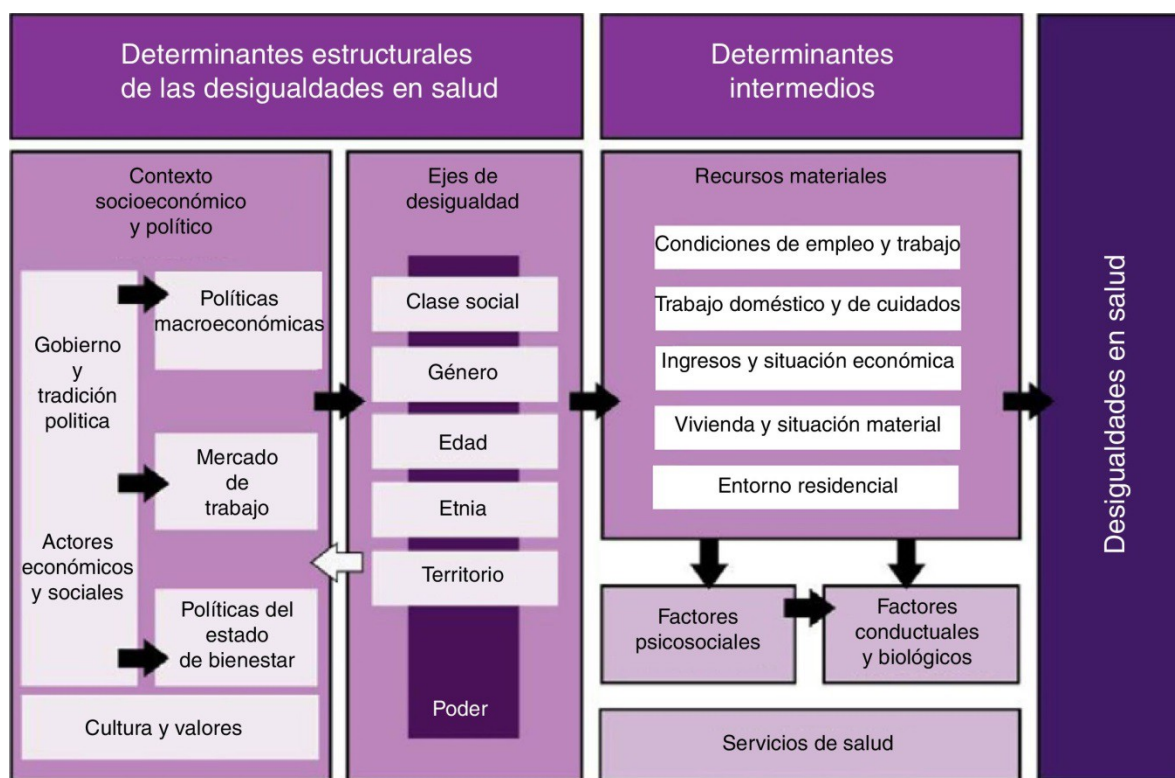 Determinantes estructurales
de las desigualdades en salud
Determinantes
intermedios
Contexto
socioeconómico
y político
Gobierno
y
tradición
politica
Actores
económicos
y sociales
Políticas
macroeconómicas
Mercado
de
trabajo
Políticas del
estado
de bienestar
Cultura y valores
Ejes de
desigualdad
Clase social
Género
Edad
Etnia
Territorio
Poder
Recursos materiales
Condiciones de empleo y trabajo
Trabajo doméstico y de cuidados
Ingresos y situación económica
Vivienda y situación material
Entorno residencial
Factores
psicosociales
Factores
conductuales
y biológicos
Servicios de salud
Desigualdades en salud